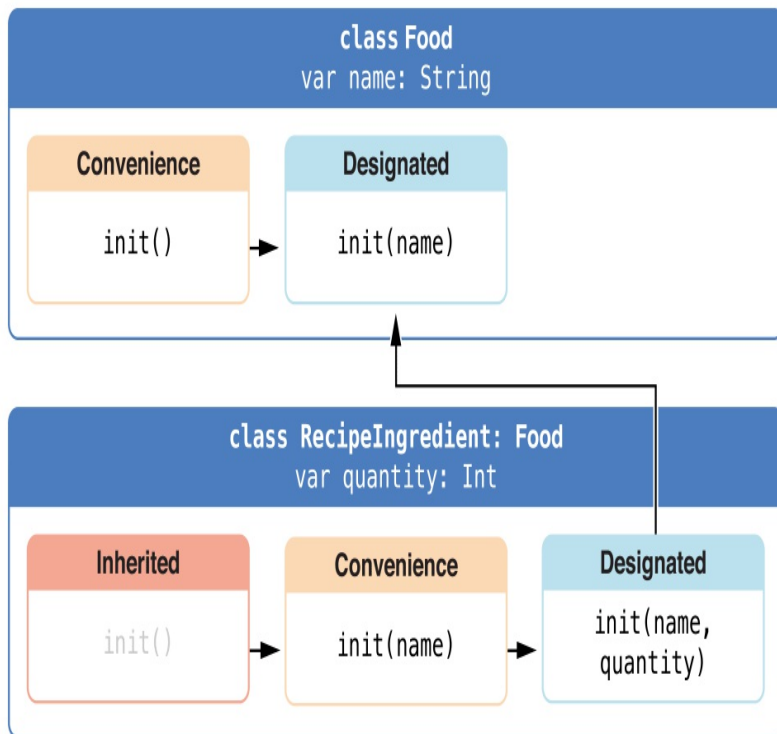 class Food
var name: String
Convenience
init()
Designated
init(name)
class RecipeIngredient: Food
var quantity: Int
Inherited
init()
Convenience
init(name)
Designated
init(name,
quantity)